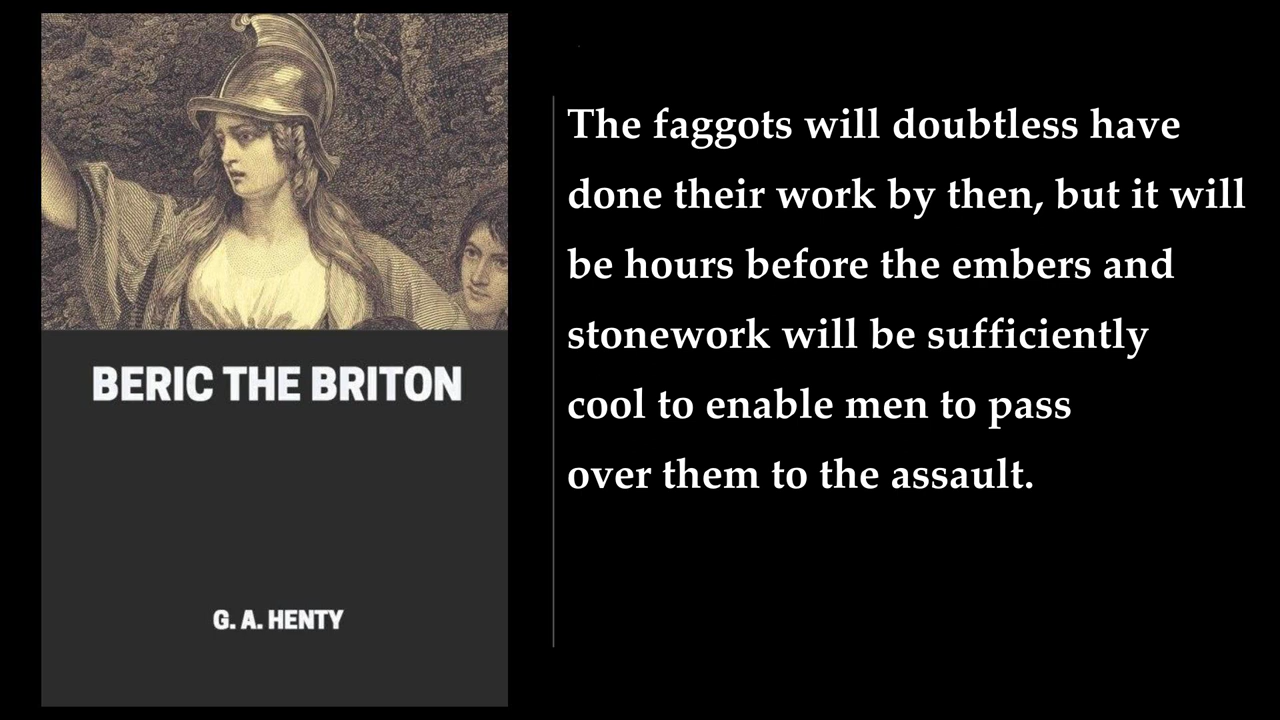 BERIC THE BRITON
G. A. HENTY
The faggots will doubtless have
done their work by then, but it will
be hours before the embers and
stonework will be sufficiently
cool to enable men to pass
over them to the assault.